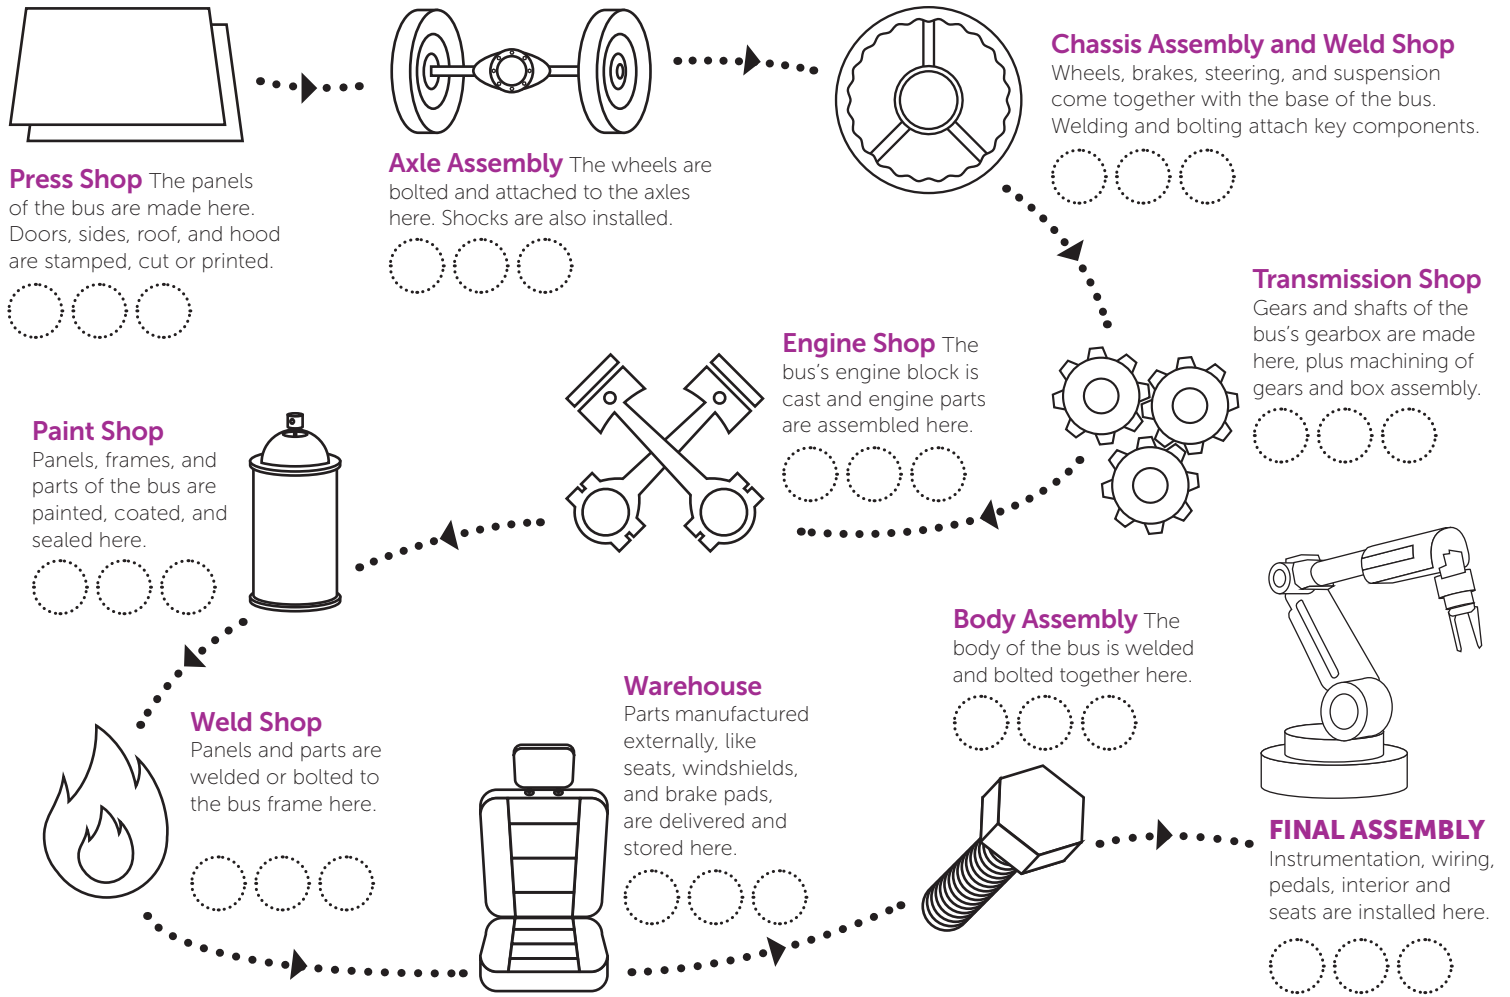 Press Shop The panels
of the bus are made here.
Doors, sides, roof, and hood
are stamped, cut or printed.
Axle Assembly The wheels are
bolted and attached to the axles
here. Shocks are also installed.
Chassis Assembly and Weld Shop
Wheels, brakes, steering, and suspension
come together with the base of the bus.
Welding and bolting attach key components.
Transmission Shop
Gears and shafts of the
bus's gearbox are made
here, plus machining of
gears and box assembly.
Engine Shop The
bus's engine block is
cast and engine parts
are assembled here.
Paint Shop
Panels, frames, and
parts of the bus are
painted, coated, and
sealed here.
Weld Shop
Panels and parts are
welded or bolted to
the bus frame here.
Warehouse
Parts manufactured
externally, like
seats, windshields,
and brake pads,
are delivered and
stored here.
Body Assembly The
body of the bus is welded
and bolted together here.
FINAL ASSEMBLY
Instrumentation, wiring,
pedals, interior and
seats are installed here.